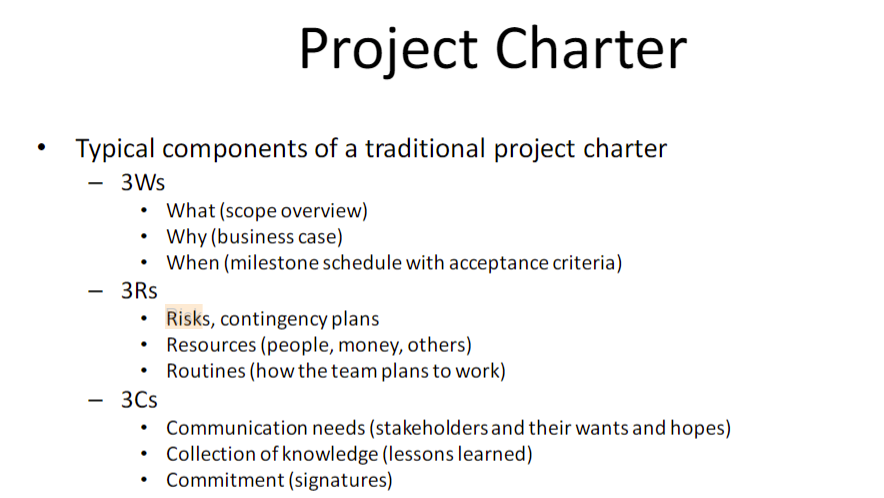 Project Charter
• Typical components of a traditional project charter
– 3Ws
• What (scope overview)
• Why (business case)
• When (milestone schedule with acceptance criteria)
– 3Rs
• Risks, contingency plans
• Resources (people, money, others)
• Routines (how the team plans to work)
– 3Cs
• Communication needs (stakeholders and their wants and hopes)
• Collection of knowledge (lessons learned)
• Commitment (signatures)